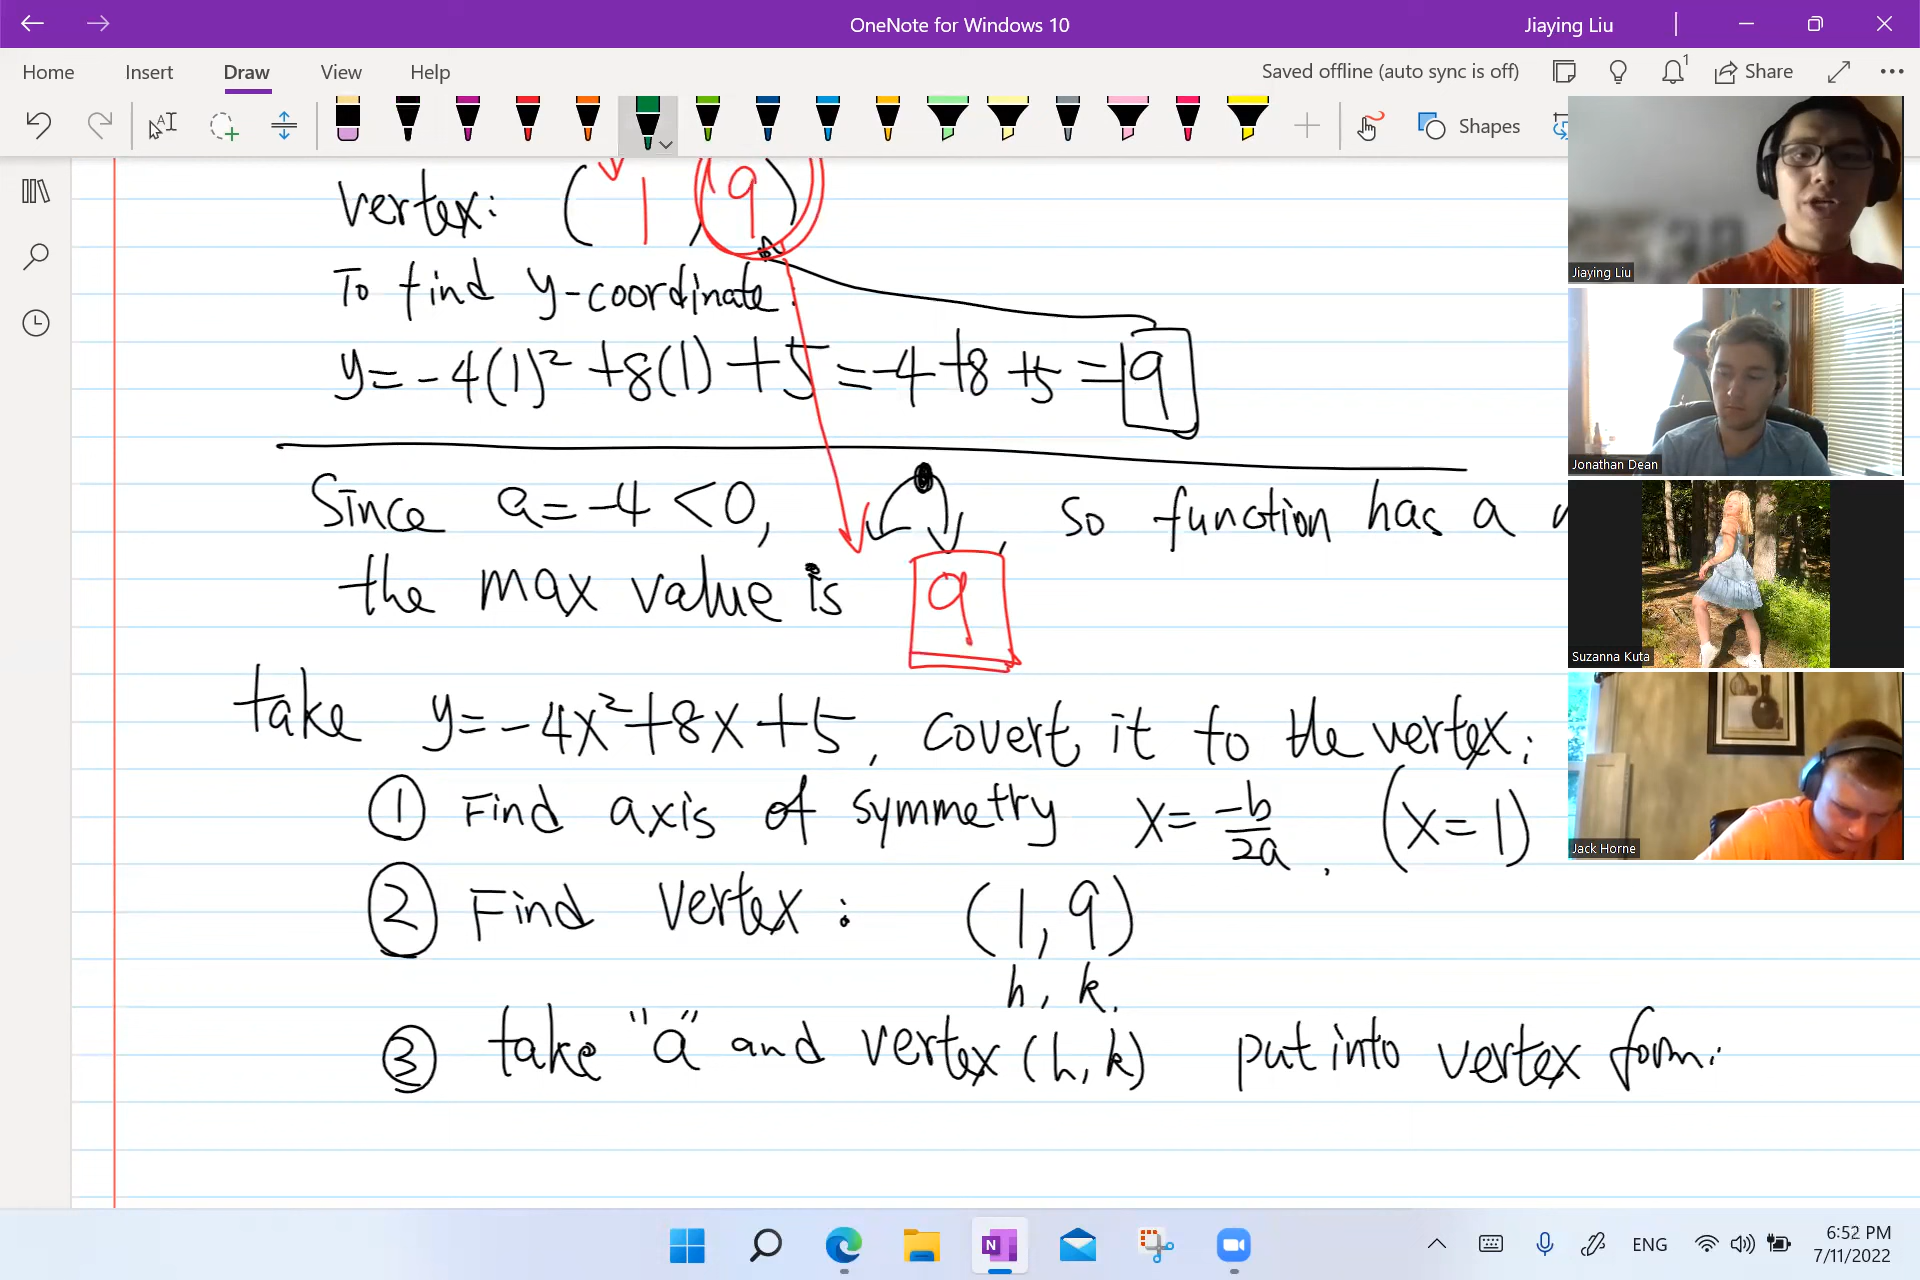 OneNote for Windows 10
Jiaying Liu
Home Insert Draw View Help
Saved offline (auto sync is off)
1
Share
Shapes
vertex: (1, 9)
To find y-coordinate.
y = -4(1)² + 8(1) + 5 = -4 + 8 + 5 = 9
Since a = -4 < 0, , so function has a
the max value is 9
take y = -4x² + 8x + 5, covert it to the vertex:
① Find axis of symmetry x = -b/2a. (x = 1)
② Find vertex: (1, 9)
h, k.
③ take "a" and vertex (h, k) put into vertex form:
Jiaying Liu
Jonathan Dean
Suzanna Kuta
Jack Horne
ENG
6:52 PM
7/11/2022